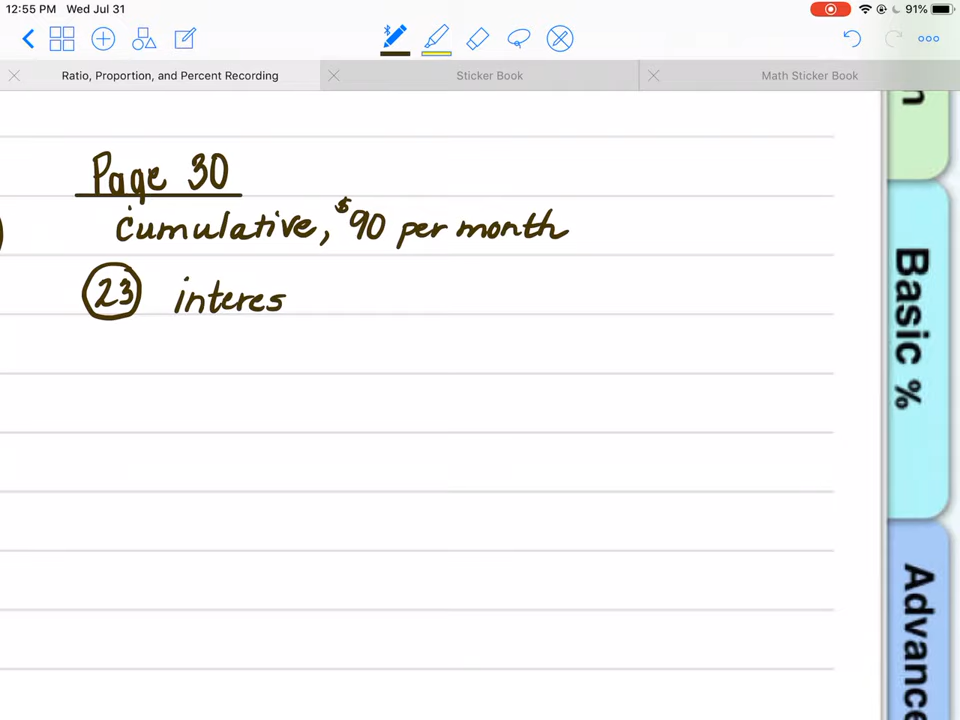 12:55 PM Wed Jul 31
91%
Ratio, Proportion, and Percent Recording
Sticker Book
Math Sticker Book
Page 30
cumulative, $90 per month
23 interes
Basic %
Advance